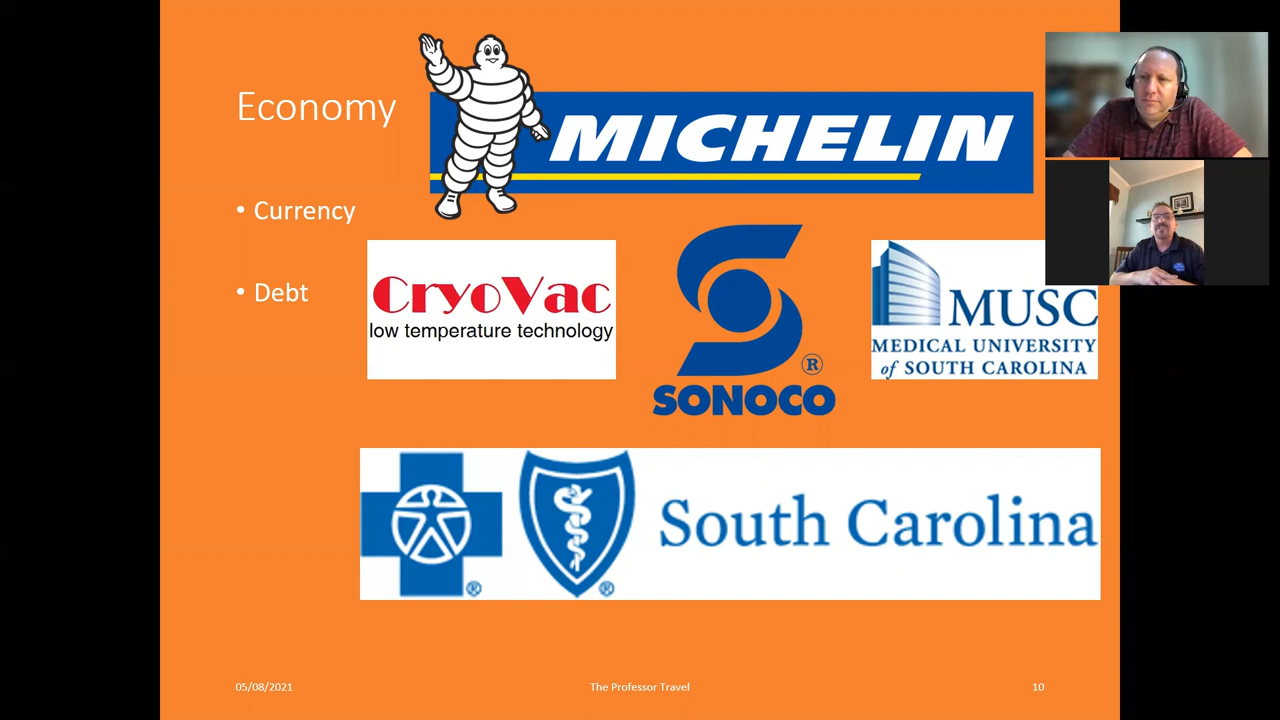 Economy
MICHELIN
• Currency
• Debt
CryoVac
low temperature technology
®
SONOCO
MUSC
MEDICAL UNIVERSITY
of SOUTH CAROLINA
South Carolina
® ®
05/08/2021
The Professor Travel
10